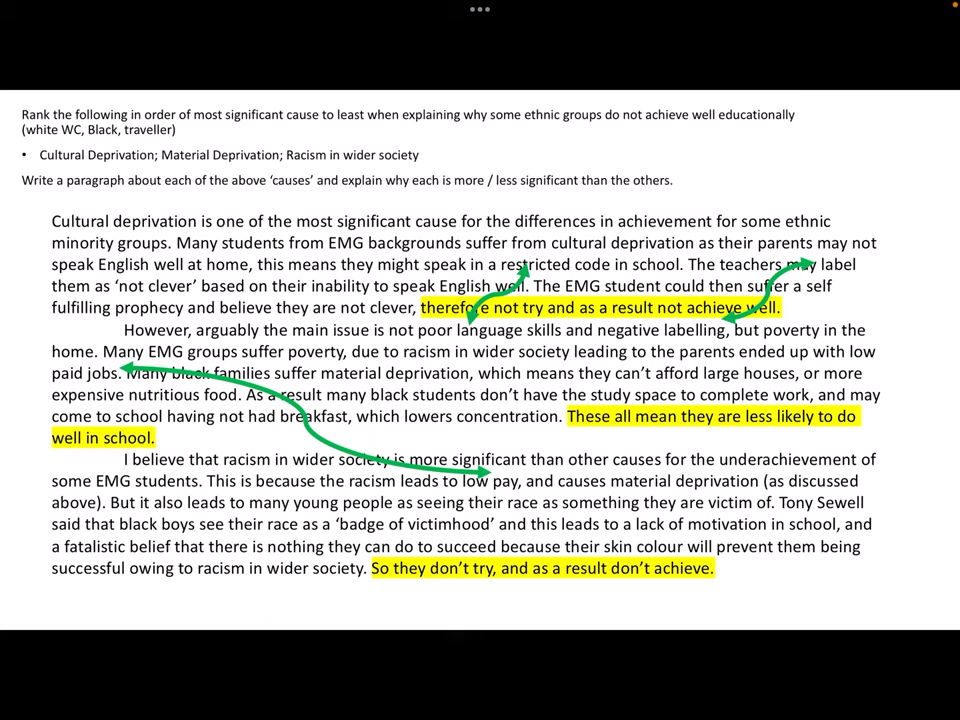 Rank the following in order of most significant cause to least when explaining why some ethnic groups do not achieve well educationally
(white WC, Black, traveller)
• Cultural Deprivation; Material Deprivation; Racism in wider society
Write a paragraph about each of the above ‘causes’ and explain why each is more / less significant than the others.
Cultural deprivation is one of the most significant cause for the differences in achievement for some ethnic
minority groups. Many students from EMG backgrounds suffer from cultural deprivation as their parents may not
speak English well at home, this means they might speak in a restricted code in school. The teachers may label
them as ‘not clever’ based on their inability to speak English well. The EMG student could then suffer a self
fulfilling prophecy and believe they are not clever, therefore not try and as a result not achieve well.
However, arguably the main issue is not poor language skills and negative labelling, but poverty in the
home. Many EMG groups suffer poverty, due to racism in wider society leading to the parents ended up with low
paid jobs. Many black families suffer material deprivation, which means they can’t afford large houses, or more
expensive nutritious food. As a result many black students don’t have the study space to complete work, and may
come to school having not had breakfast, which lowers concentration. These all mean they are less likely to do
well in school.
I believe that racism in wider society is more significant than other causes for the underachievement of
some EMG students. This is because the racism leads to low pay, and causes material deprivation (as discussed
above). But it also leads to many young people as seeing their race as something they are victim of. Tony Sewell
said that black boys see their race as a ‘badge of victimhood’ and this leads to a lack of motivation in school, and
a fatalistic belief that there is nothing they can do to succeed because their skin colour will prevent them being
successful owing to racism in wider society. So they don’t try, and as a result don’t achieve.